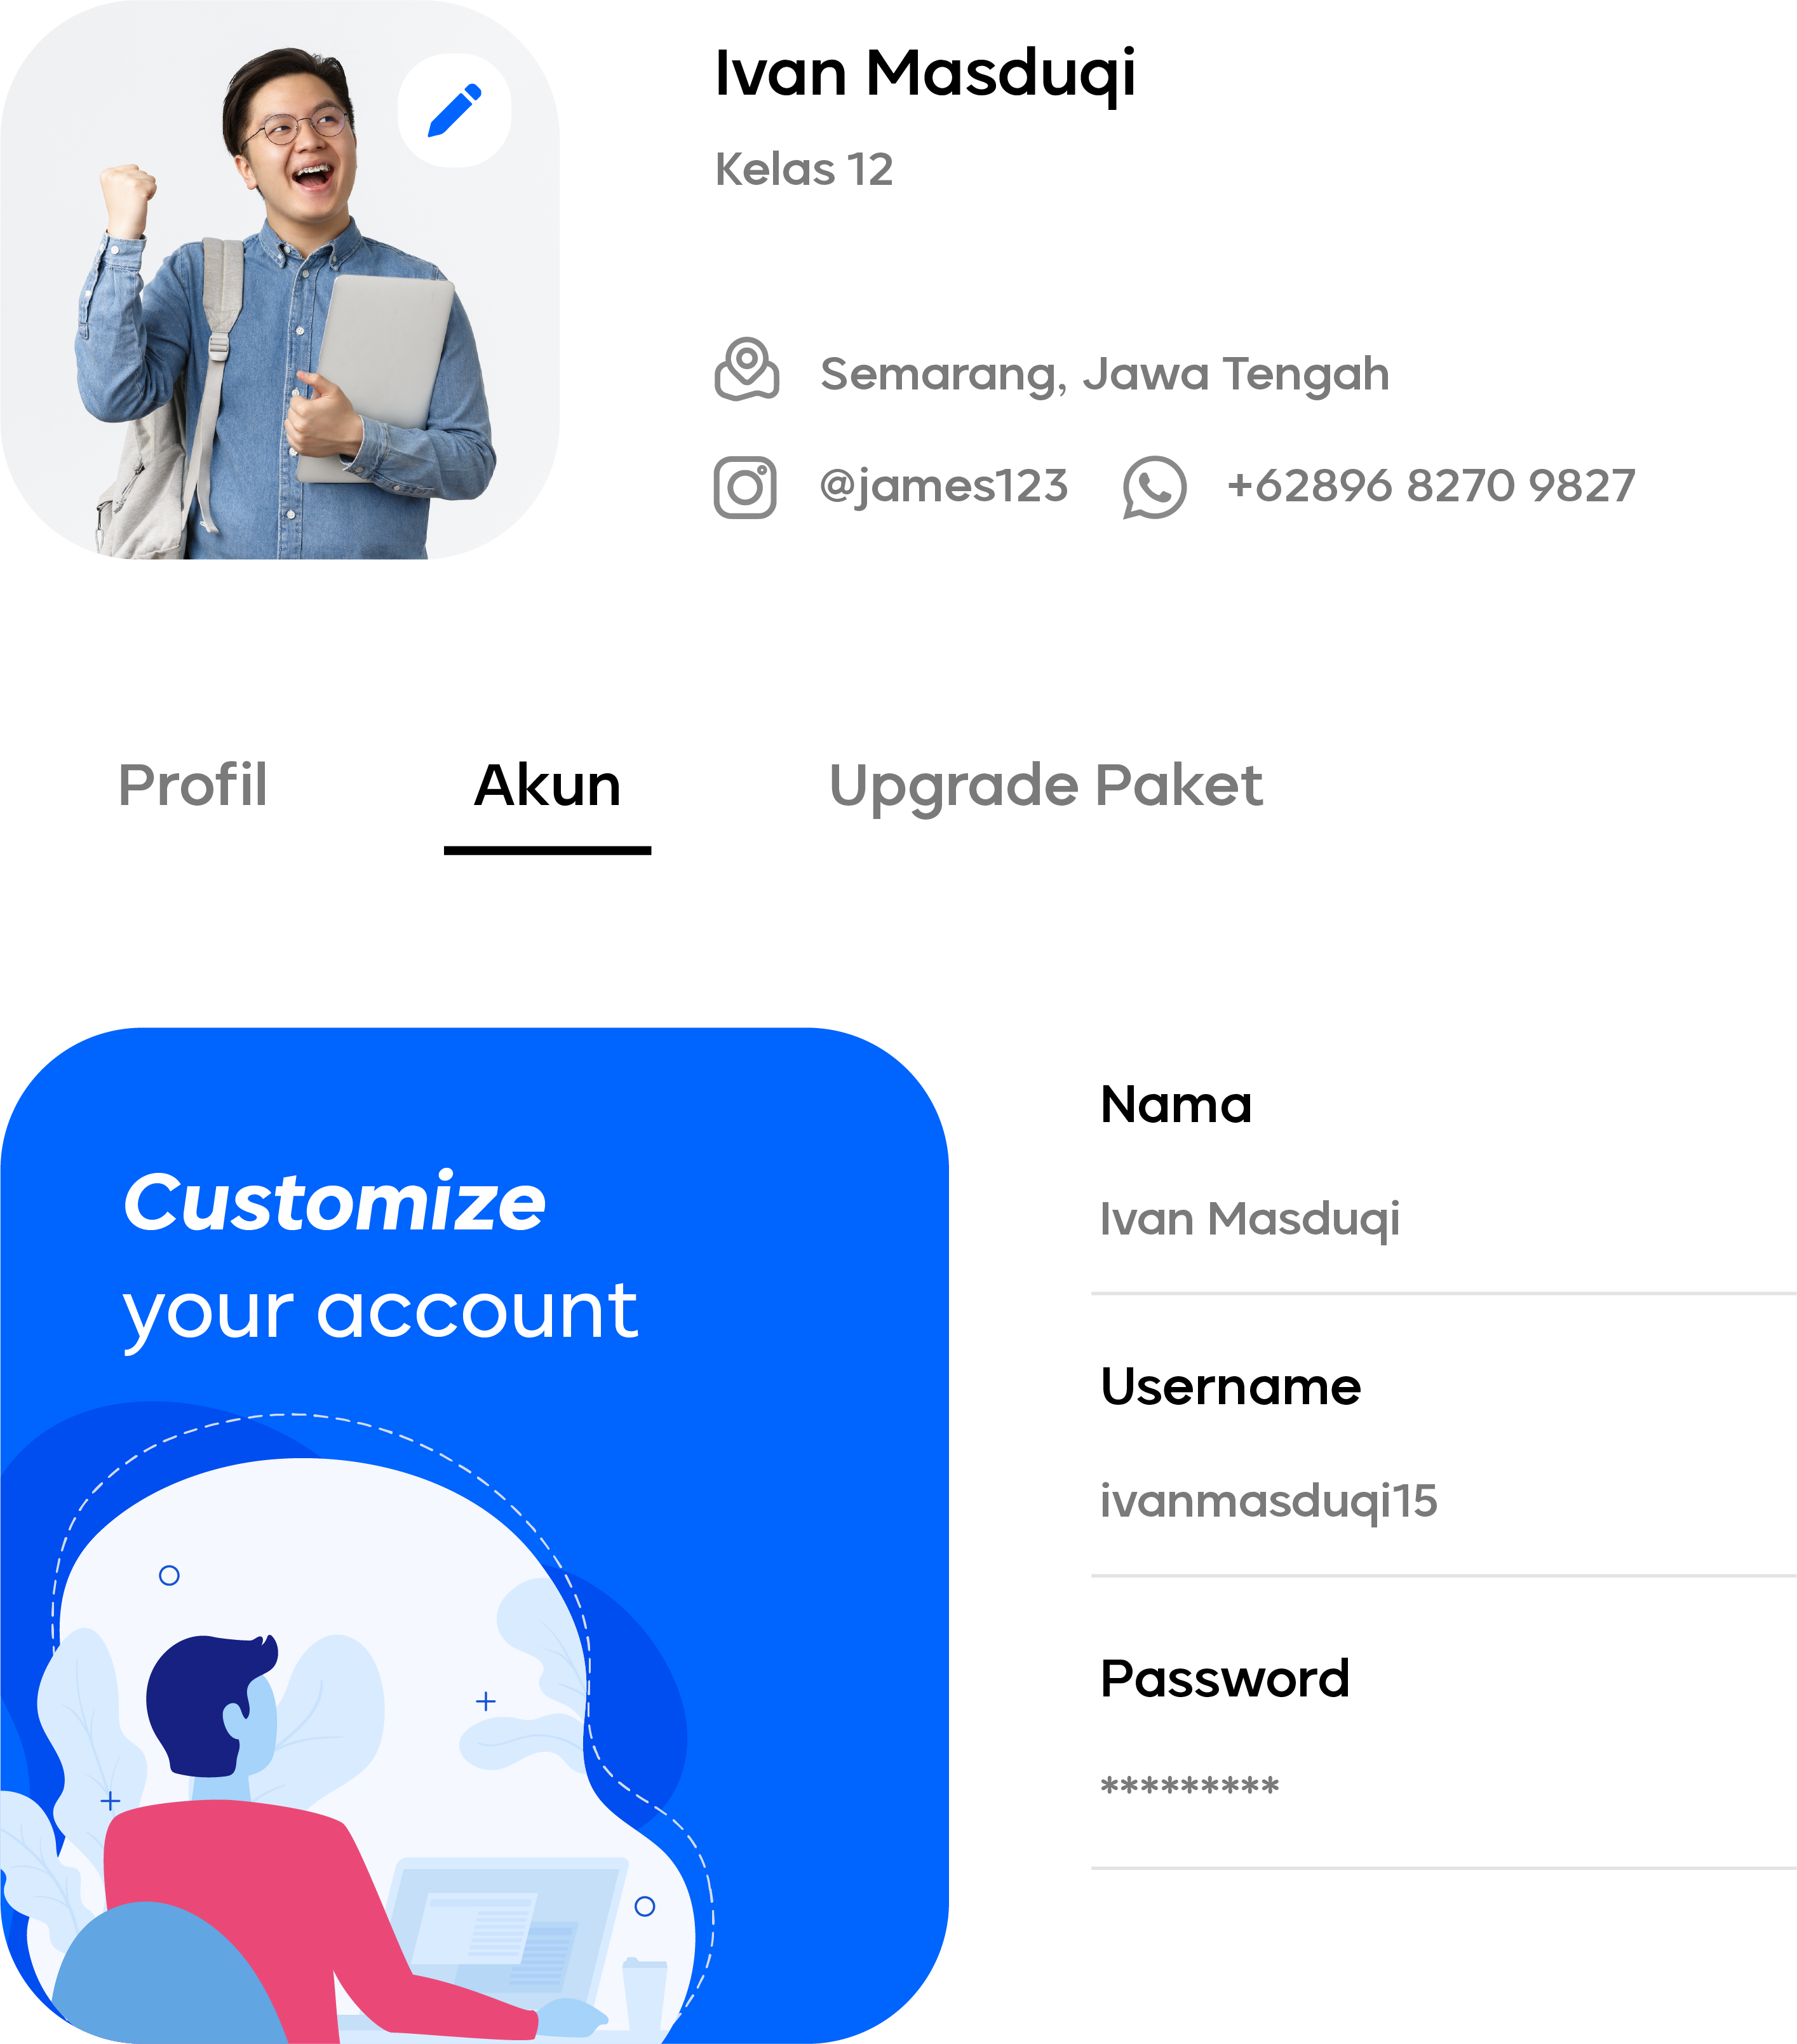 Ivan Masduqi
Kelas 12
Semarang, Jawa Tengah
@james123 +62896 8270 9827
Profil Akun Upgrade Paket
Customize
your account
Nama
Ivan Masduqi
Username
ivanmasduqi15
Password
*********